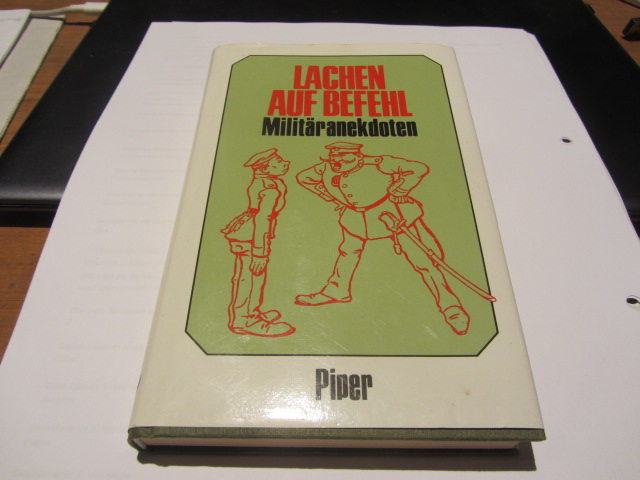 LACHEN
AUF BEFEHL
Militäranekdoten
Piper